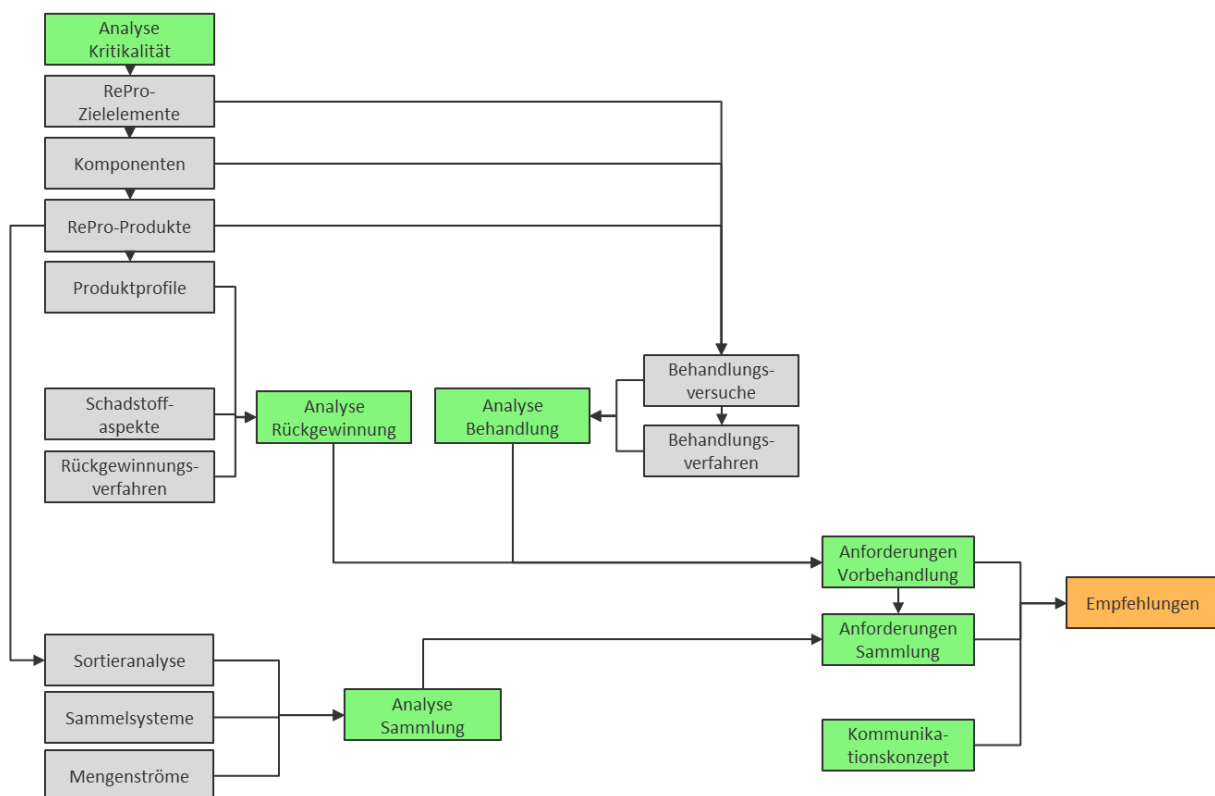 Analyse
Kritikalität
RePro-
Zielelemente
Komponenten
RePro-Produkte
Produktprofile
Schadstoff-
aspekte
Rückgewinnungs-
verfahren
Analyse
Rückgewinnung
Analyse
Behandlung
Behandlungs-
versuche
Behandlungs-
verfahren
Anforderungen
Vorbehandlung
Anforderungen
Sammlung
Empfehlungen
Sortieranalyse
Sammelsysteme
Mengenströme
Analyse
Sammlung
Kommunika-
tionskonzept